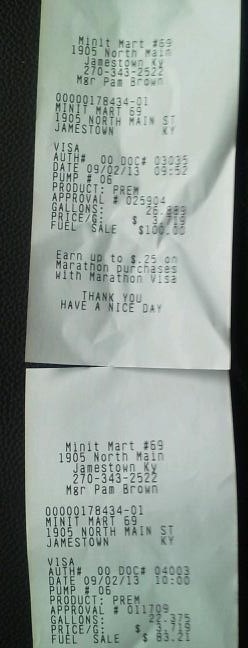 Minit Mart #69
1905 North Main
Jamestown Ky
270-343-2522
Mgr Pam Brown
00000178434-01
MINIT MART 69
1905 NORTH MAIN ST
JAMESTOWN KY
VISA
AUTH# 00 DOC# 03035
DATE 09/02/13 09:52
PUMP # 06
PRODUCT: PREM
APPROVAL # 025904
GALLONS:
PRICE/G: $
FUEL SALE $100.00
Earn up to $.25 on
Marathon purchases
with Marathon Visa
THANK YOU
HAVE A NICE DAY
Minit Mart #69
1905 North Main
Jamestown Ky
270-343-2522
Mgr Pam Brown
00000178434-01
MINIT MART 69
1905 NORTH MAIN ST
JAMESTOWN KY
VISA
AUTH# 00 DOC# 04003
DATE 09/02/13 10:00
PUMP # 06
PRODUCT: PREM
APPROVAL # 011709
GALLONS: 22.375
PRICE/G: $ 3.719
FUEL SALE $ 83.21